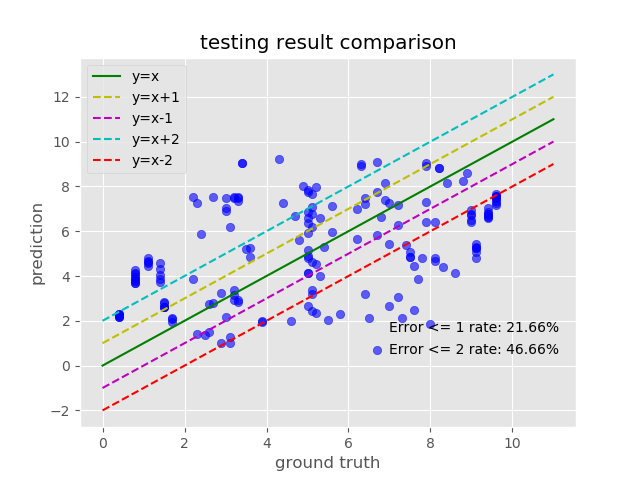 testing result comparison
y=x
y=x+1
y=x-1
y=x+2
y=x-2
12
10
8
6
4
2
0
−2
prediction
Error <= 1 rate: 21.66%
Error <= 2 rate: 46.66%
0 2 4 6 8 10
ground truth